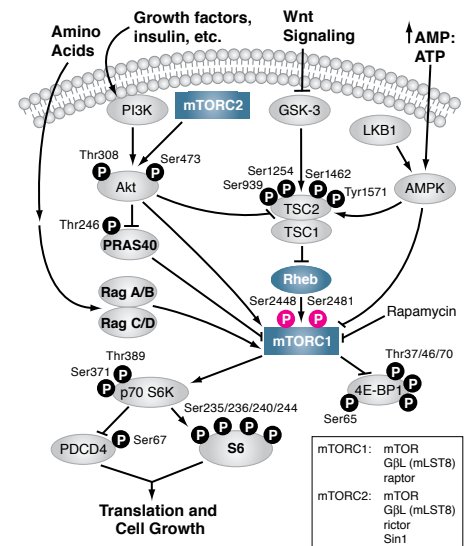 Amino
Acids
Growth factors,
insulin, etc.
Wnt
Signaling
AMP:
ATP
PI3K
mTORC2
GSK-3
LKB1
Thr308
P
P
Ser473
Akt
Ser1254
Ser1462
Ser939
P
P
P
P
Tyr1571
TSC2
TSC1
AMPK
Thr246
P
PRAS40
Rheb
Rag A/B
Rag C/D
Ser2448
Ser2481
P
P
mTORC1
Rapamycin
Thr389
Ser371
P
P
p70 S6K
Thr37/46/70
P
P
P
4E-BP1
P
Ser65
Ser235/236/240/244
P
P
P
P
S6
PDCD4
P
Ser67
Translation and
Cell Growth
mTORC1: mTOR
GβL (mLST8)
raptor
mTORC2: mTOR
GβL (mLST8)
rictor
Sin1